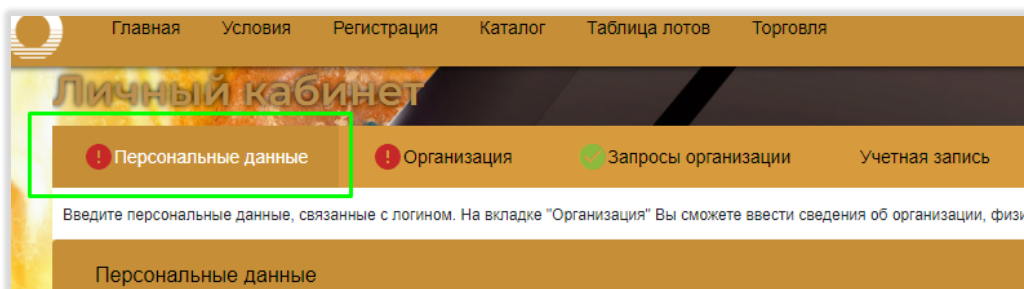 Главная Условия Регистрация Каталог Таблица лотов Торговля
Личный кабинет
Персональные данные Организация Запросы организации Учетная запись
Введите персональные данные, связанные с логином. На вкладке "Организация" Вы сможете ввести сведения об организации,
Персональные данные